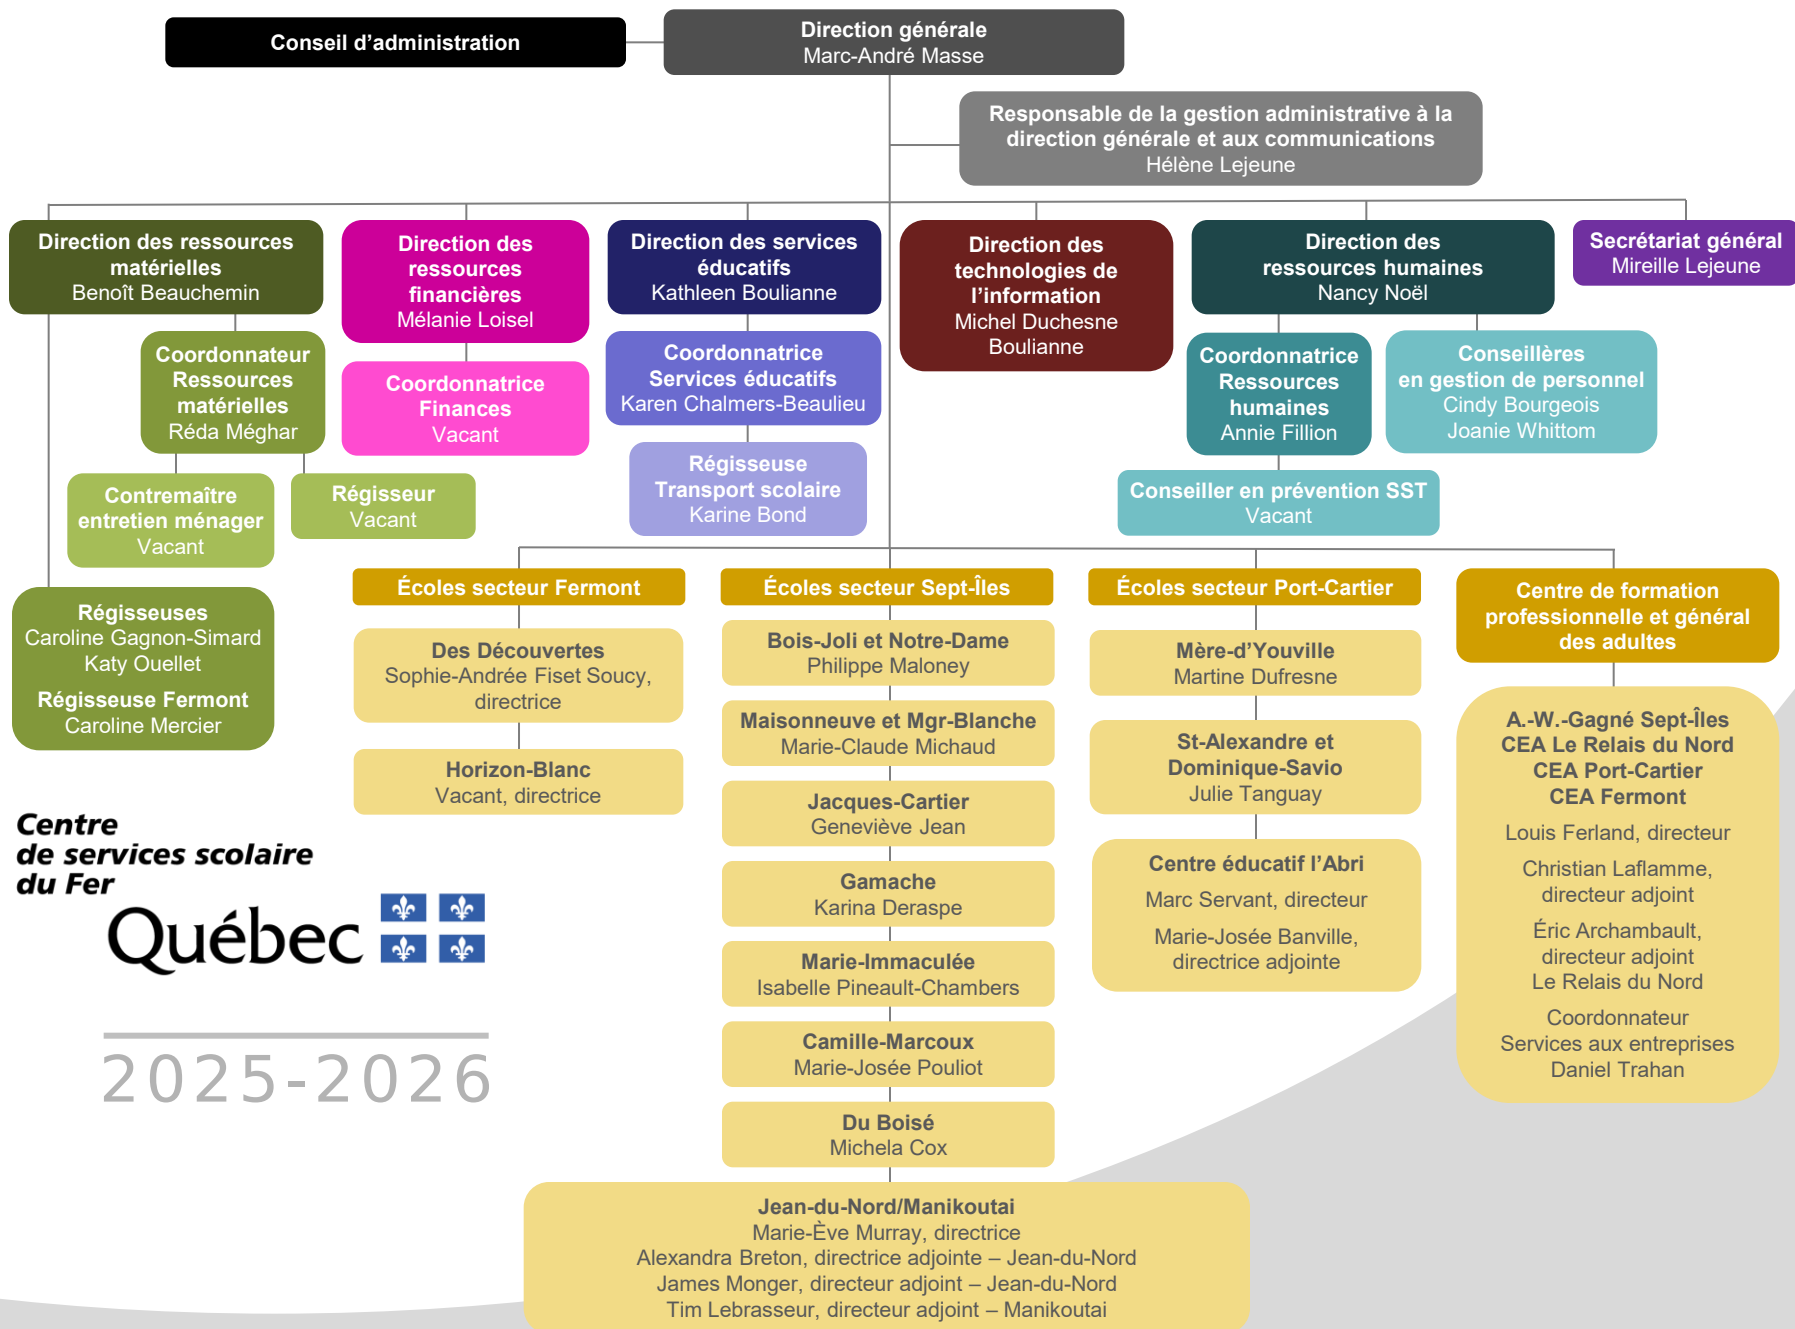 Conseil d'administration
Direction générale
Marc-André Masse
Responsable de la gestion administrative à la
direction générale et aux communications
Hélène Lejeune
Direction des ressources
matérielles
Benoît Beauchemin
Direction des
ressources
financières
Mélanie Loisel
Direction des services
éducatifs
Kathleen Boulianne
Direction des
technologies de
l'information
Michel Duchesne
Boulianne
Direction des
ressources humaines
Nancy Noël
Secrétariat général
Mireille Lejeune
Coordonnateur
Ressources
matérielles
Réda Méghar
Coordonnatrice
Finances
Vacant
Coordonnatrice
Services éducatifs
Karen Chalmers-Beaulieu
Coordonnatrice
Ressources
humaines
Annie Fillion
Conseillères
en gestion de personnel
Cindy Bourgeois
Joanie Whittom
Contremaître
entretien ménager
Vacant
Régisseur
Vacant
Régisseuse
Transport scolaire
Karine Bond
Conseiller en prévention SST
Vacant
Régisseuses
Caroline Gagnon-Simard
Katy Ouellet
Régisseuse Fermont
Caroline Mercier
Écoles secteur Fermont
Des Découvertes
Sophie-Andrée Fiset Soucy,
directrice
Horizon-Blanc
Vacant, directrice
Écoles secteur Sept-Îles
Bois-Joli et Notre-Dame
Philippe Maloney
Maisonneuve et Mgr-Blanche
Marie-Claude Michaud
Jacques-Cartier
Geneviève Jean
Gamache
Karina Deraspe
Marie-Immaculée
Isabelle Pineault-Chambers
Camille-Marcoux
Marie-Josée Pouliot
Du Boisé
Michela Cox
Jean-du-Nord/Manikoutai
Marie-Ève Murray, directrice
Alexandra Breton, directrice adjointe – Jean-du-Nord
James Monger, directeur adjoint – Jean-du-Nord
Tim Lebrasseur, directeur adjoint – Manikoutai
Écoles secteur Port-Cartier
Mère-d'Youville
Martine Dufresne
St-Alexandre et
Dominique-Savio
Julie Tanguay
Centre éducatif l'Abri
Marc Servant, directeur
Marie-Josée Banville,
directrice adjointe
Centre de formation
professionnelle et général
des adultes
A.-W.-Gagné Sept-Îles
CEA Le Relais du Nord
CEA Port-Cartier
CEA Fermont
Louis Ferland, directeur
Christian Laflamme,
directeur adjoint
Éric Archambault,
directeur adjoint
Le Relais du Nord
Coordonnateur
Services aux entreprises
Daniel Trahan
Centre
de services scolaire
du Fer
Québec
2025-2026